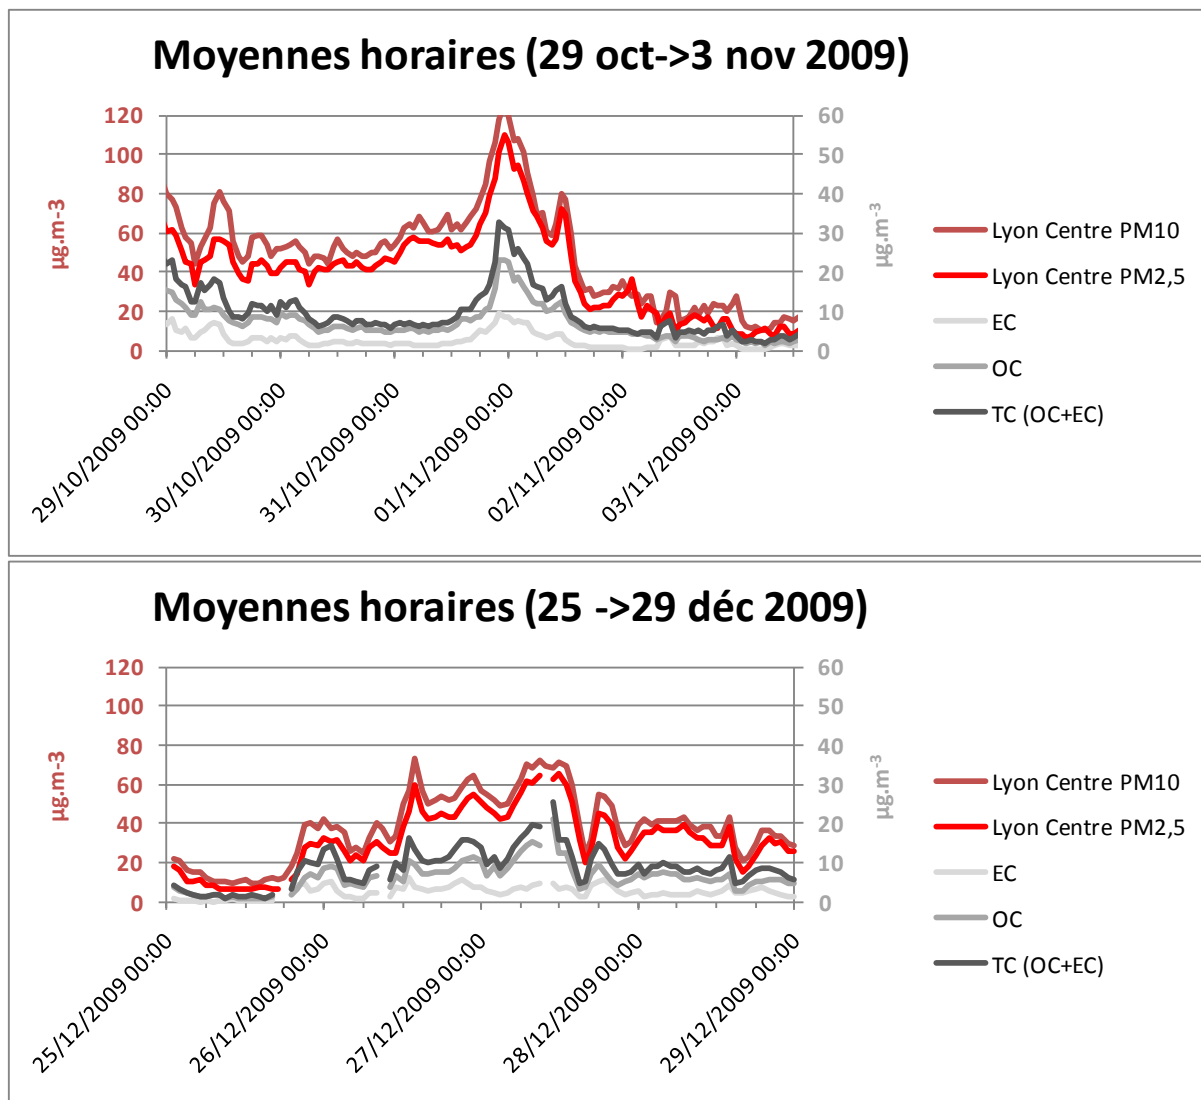 Moyennes horaires (29 oct->3 nov 2009)
120 60
100 50
80 40
60 30
40 20
20 10
0 0
µg.m-3
µg.m-3
Lyon Centre PM10
Lyon Centre PM2,5
EC
OC
TC (OC+EC)
29/10/2009 00:00
30/10/2009 00:00
31/10/2009 00:00
01/11/2009 00:00
02/11/2009 00:00
03/11/2009 00:00
Moyennes horaires (25 ->29 déc 2009)
120 60
100 50
80 40
60 30
40 20
20 10
0 0
µg.m-3
µg.m-3
Lyon Centre PM10
Lyon Centre PM2,5
EC
OC
TC (OC+EC)
25/12/2009 00:00
26/12/2009 00:00
27/12/2009 00:00
28/12/2009 00:00
29/12/2009 00:00